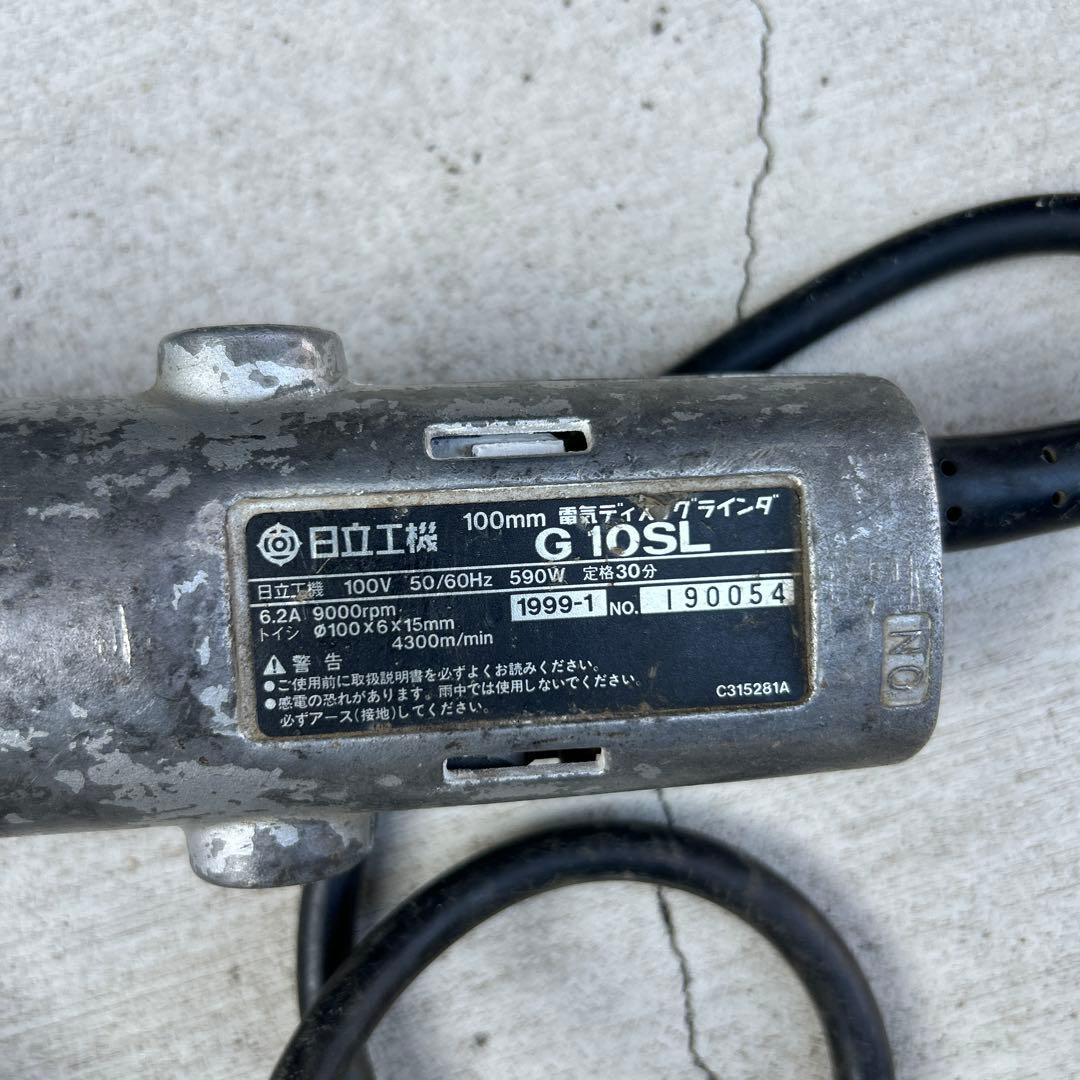 日立工機 100mm 電気ディスクグラインダ
G 10SL
日立工機 100V 50/60Hz 590W 定格30分
6.2A 9000rpm 1999-1 NO. 190054
トイシ φ100×6×15mm
4300m/min
警告
●ご使用前に取扱説明書を必ずよくお読みください。
●感電の恐れがあります。雨中では使用しないでください。
必ずアース(接地)してください。
C315281A
ON